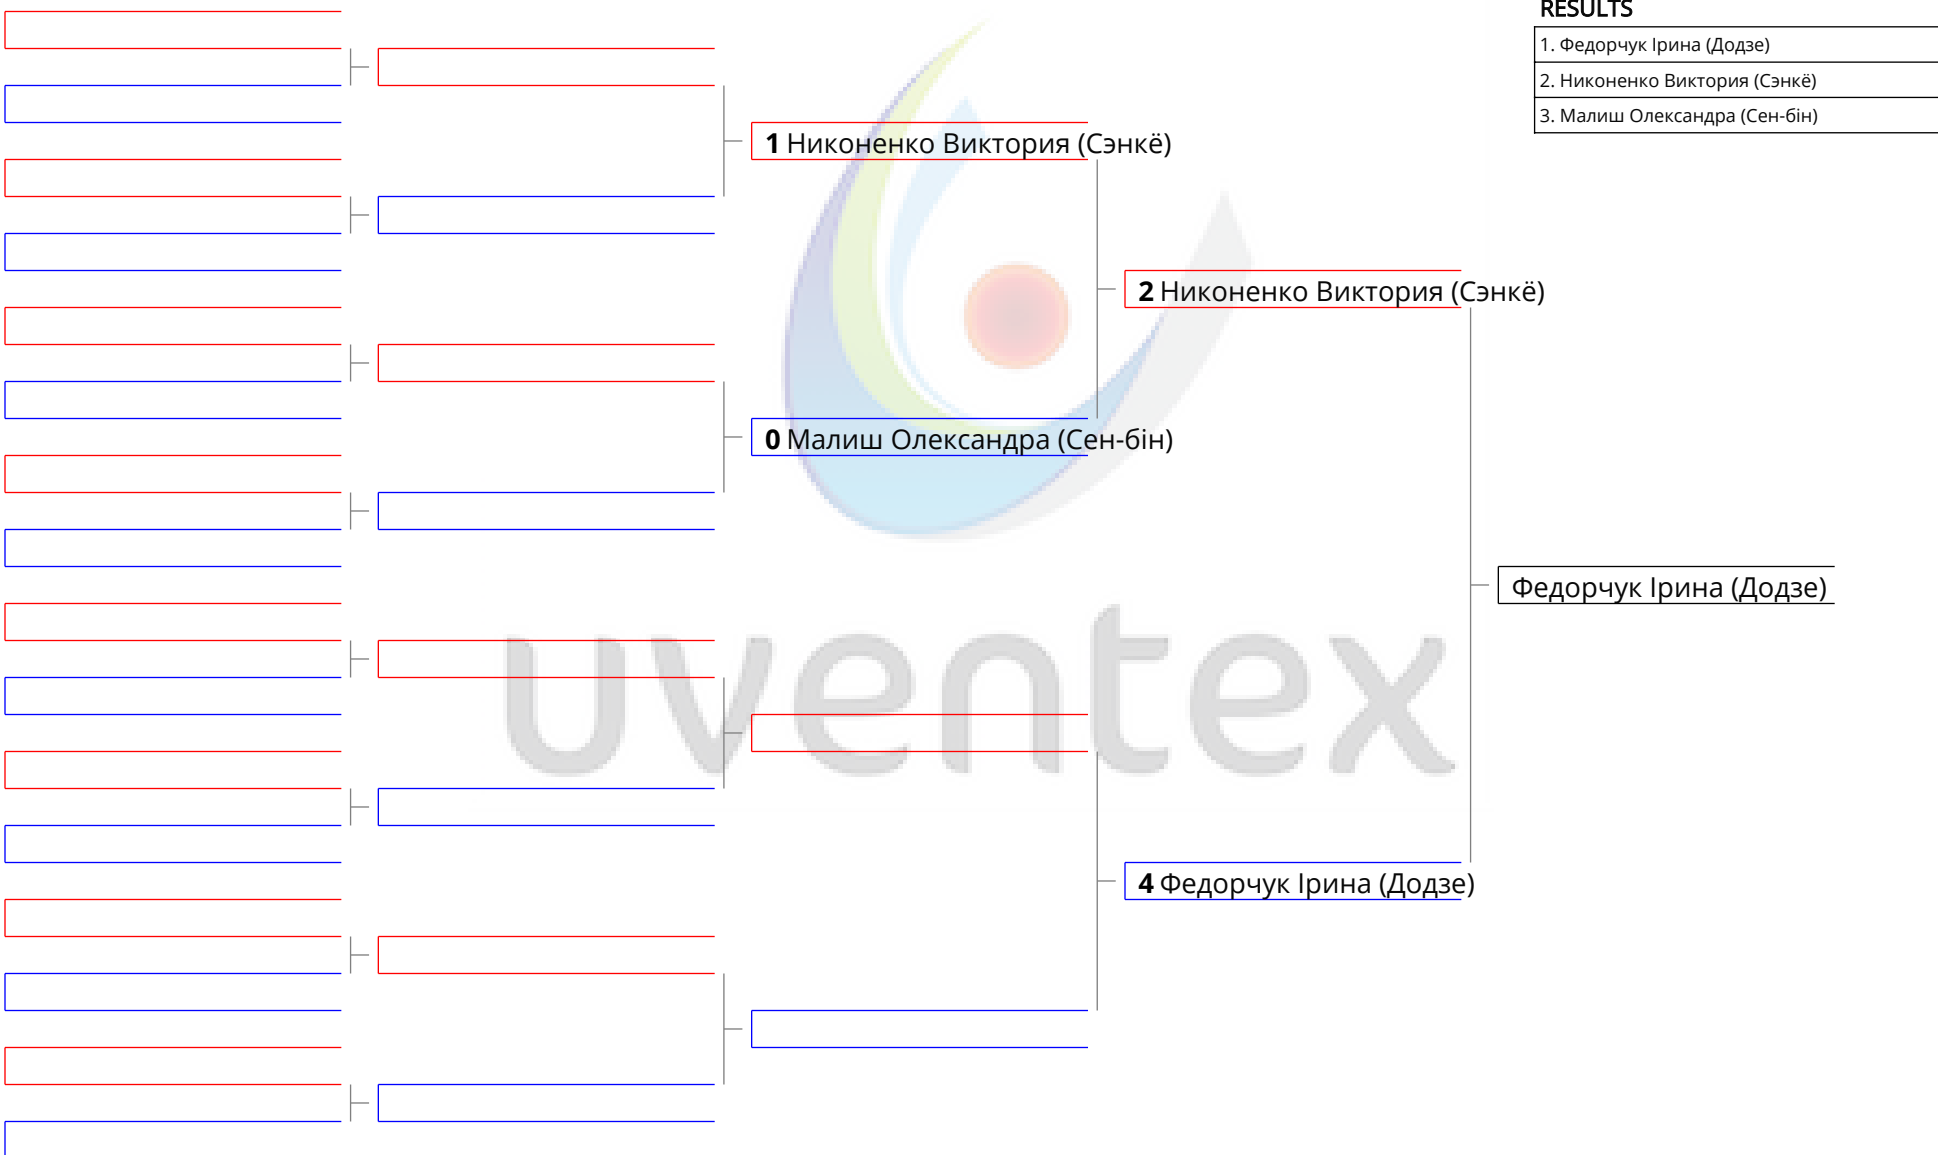 RESULTS
1. Федорчук Ірина (Додзе)
2. Никоненко Виктория (Сэнкё)
3. Малиш Олександра (Сен-бін)
1 Никоненко Виктория (Сэнкё)
2 Никоненко Виктория (Сэнкё)
0 Малиш Олександра (Сен-бін)
Федорчук Ірина (Додзе)
uventex
4 Федорчук Ірина (Додзе)